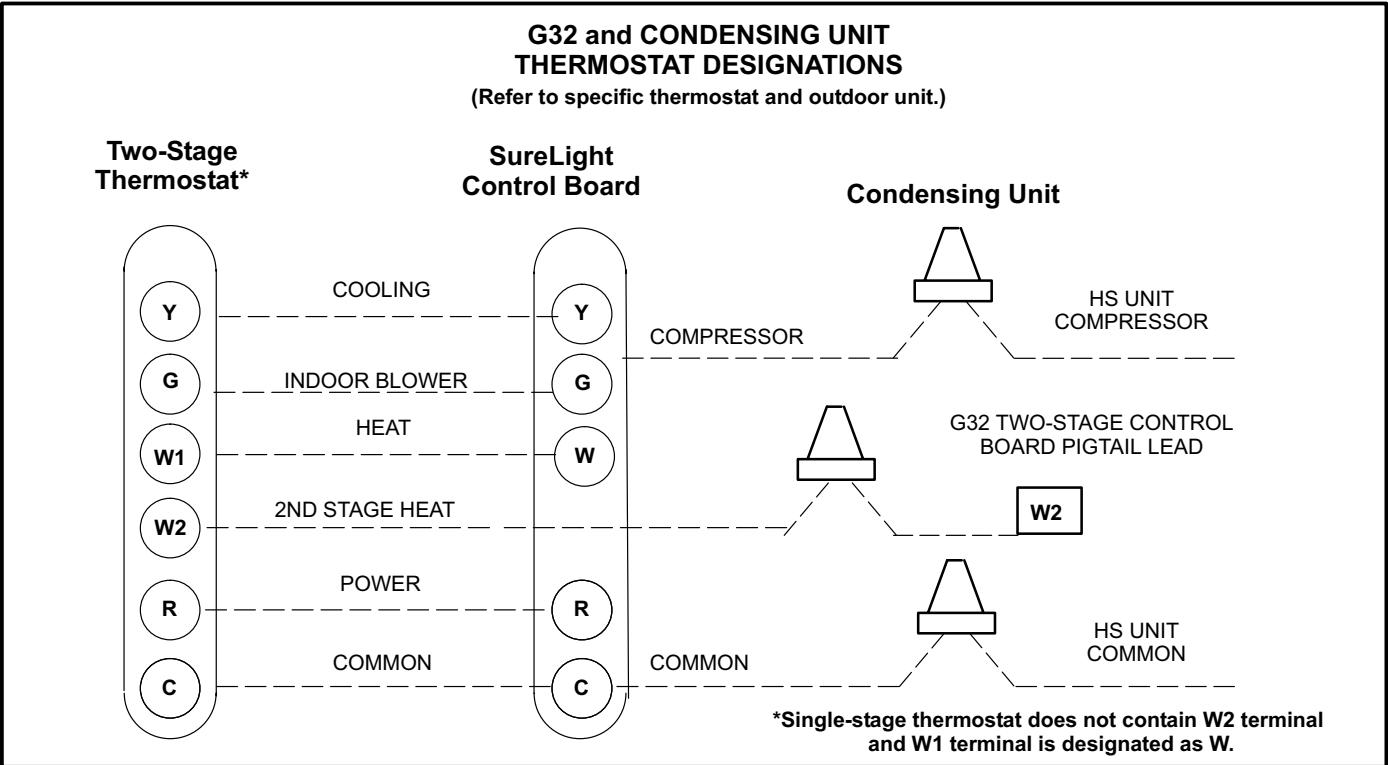 G32 and CONDENSING UNIT
THERMOSTAT DESIGNATIONS
(Refer to specific thermostat and outdoor unit.)
Two-Stage
Thermostat*
SureLight
Control Board
Condensing Unit
Y
COOLING
Y
COMPRESSOR
HS UNIT
COMPRESSOR
G
INDOOR BLOWER
G
W1
HEAT
W
G32 TWO-STAGE CONTROL
BOARD PIGTAIL LEAD
W2
2ND STAGE HEAT
W2
R
POWER
R
C
COMMON
C
COMMON
HS UNIT
COMMON
*Single-stage thermostat does not contain W2 terminal
and W1 terminal is designated as W.